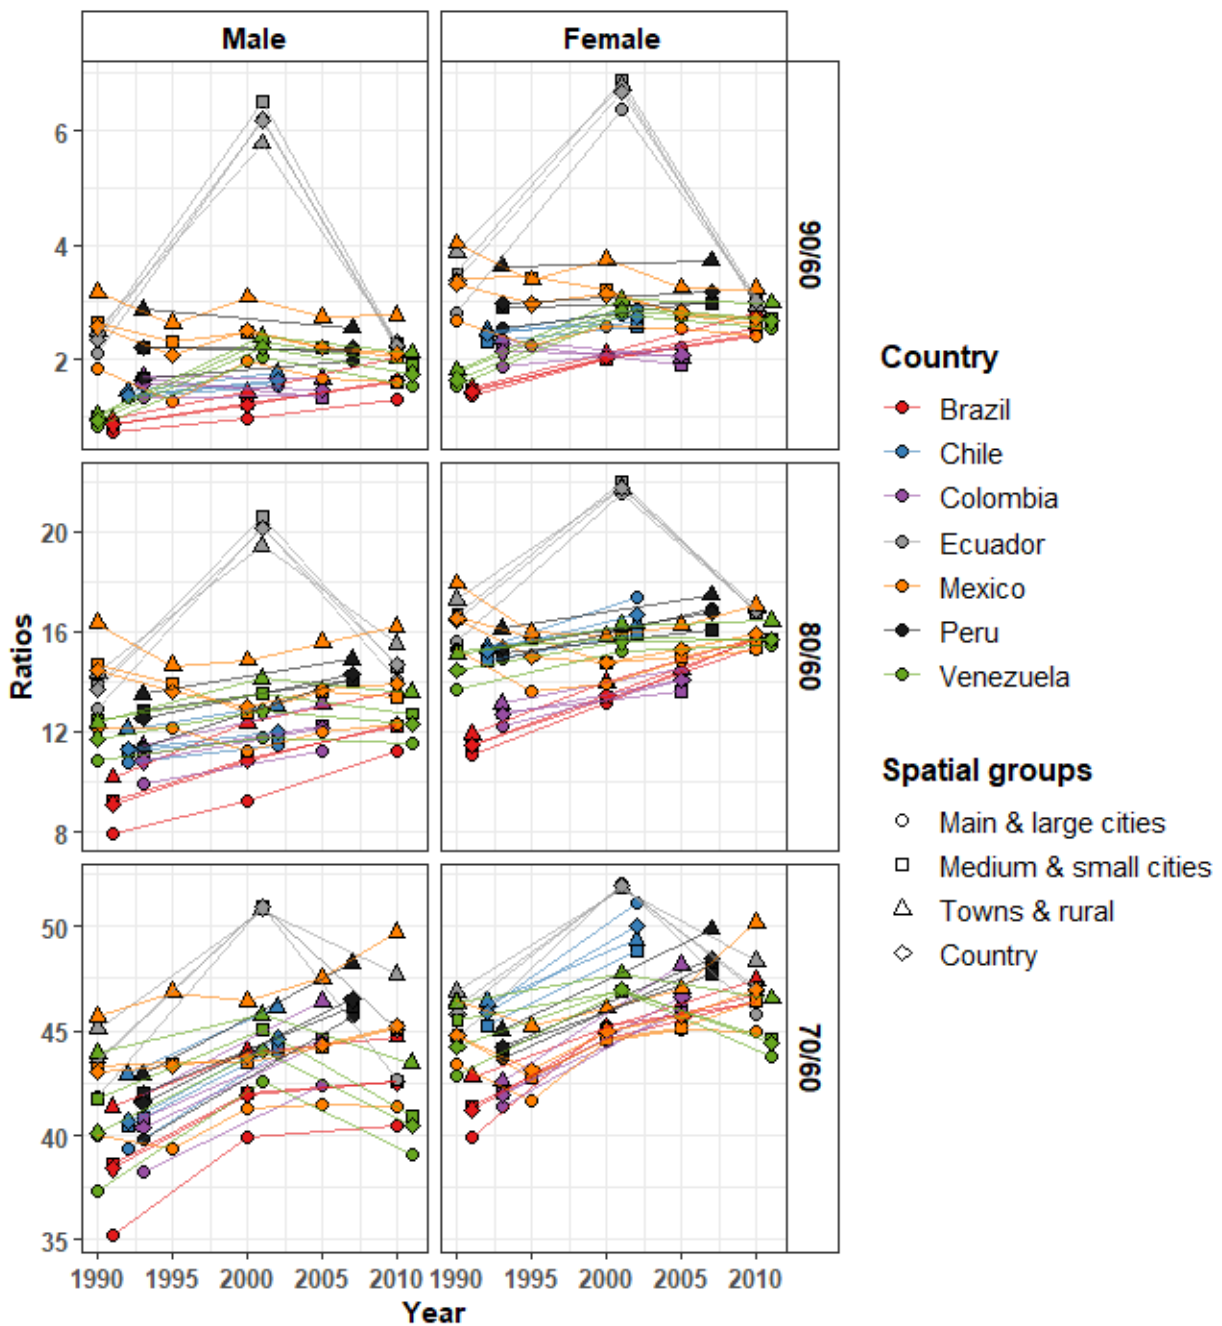 Male
Female
6
4
2
90/60
20
16
12
8
80/60
50
45
40
35
70/60
Ratios
1990 1995 2000 2005 2010
1990 1995 2000 2005 2010
Year
Country
Brazil
Chile
Colombia
Ecuador
Mexico
Peru
Venezuela
Spatial groups
Main & large cities
Medium & small cities
Towns & rural
Country